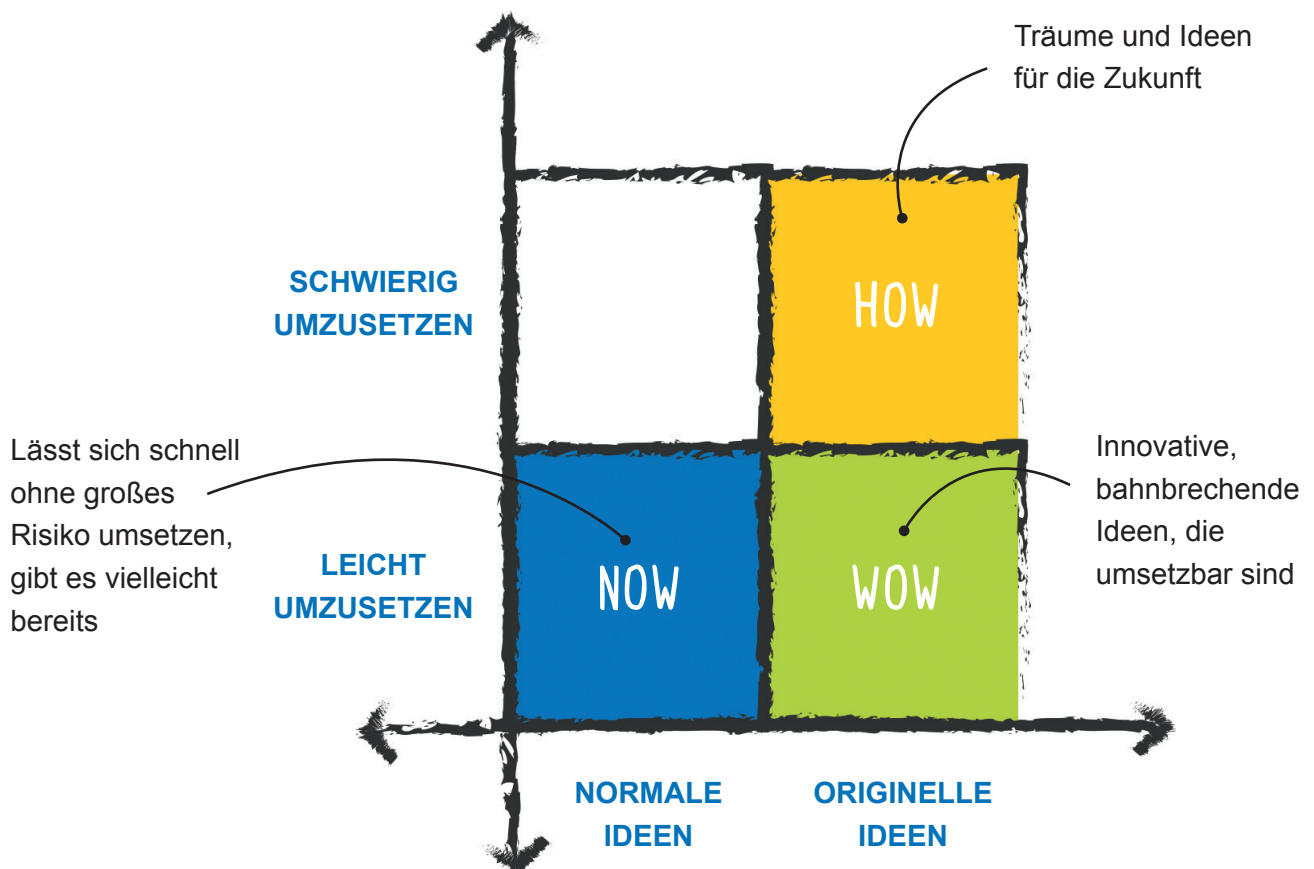 Träume und Ideen
für die Zukunft
SCHWIERIG
UMZUSETZEN
HOW
Lässt sich schnell
ohne großes
Risiko umsetzen,
gibt es vielleicht
bereits
LEICHT
UMZUSETZEN
NOW
WOW
Innovative,
bahnbrechende
Ideen, die
umsetzbar sind
NORMALE
IDEEN
ORIGINELLE
IDEEN